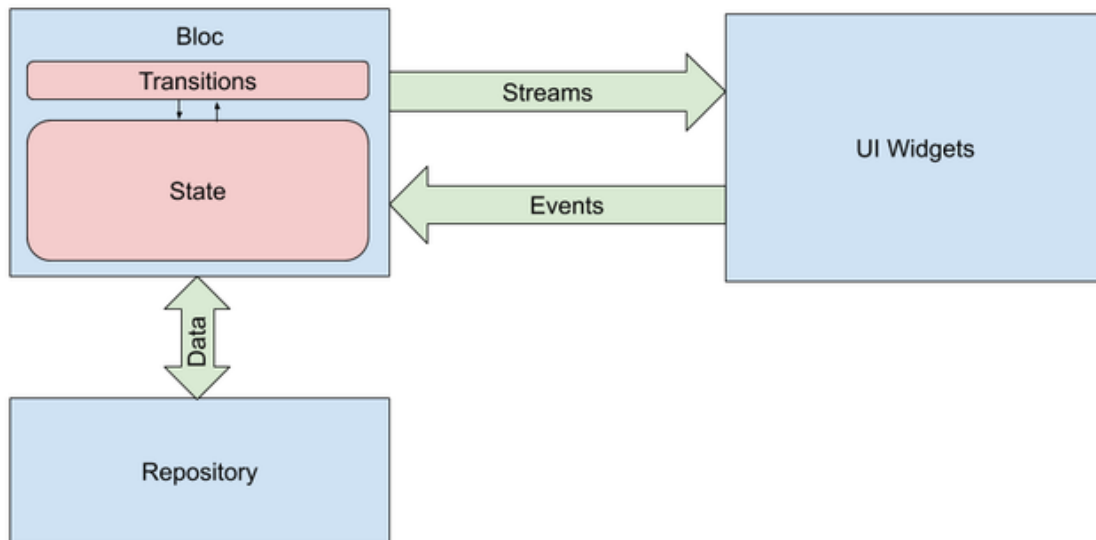 Bloc
Transitions
Streams
UI Widgets
State
Events
Data
Repository